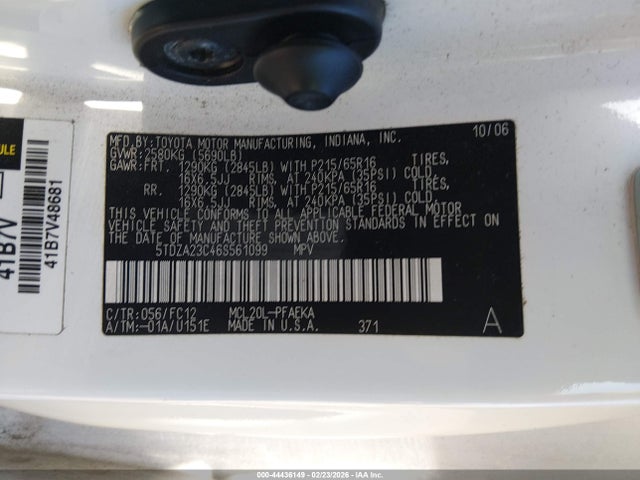 MFD.BY:TOYOTA MOTOR MANUFACTURING, INDIANA, INC. 10/06
GVWR:2580KG (5690LB)
GAWR:FRT. 1290KG (2845LB) WITH P215/65R16 TIRES,
16X6.5JJ RIMS, AT 240KPA (35PSI) COLD.
RR. 1290KG (2845LB) WITH P215/65R16 TIRES,
16X6.5JJ RIMS, AT 240KPA (35PSI) COLD.
THIS VEHICLE CONFORMS TO ALL APPLICABLE FEDERAL MOTOR
VEHICLE SAFETY STANDARDS IN EFFECT ON THE DATE OF
MANUFACTURE SHOWN ABOVE.
5TDZA23C46S561099 MPV
C/TR:056/FC12 MCL20L-PFAEKA
A/TM:-01A/U151E MADE IN U.S.A. 371 A
ULE
41B7V
41B7V48681
000-44436149 - 02/23/2026 - IAA Inc.